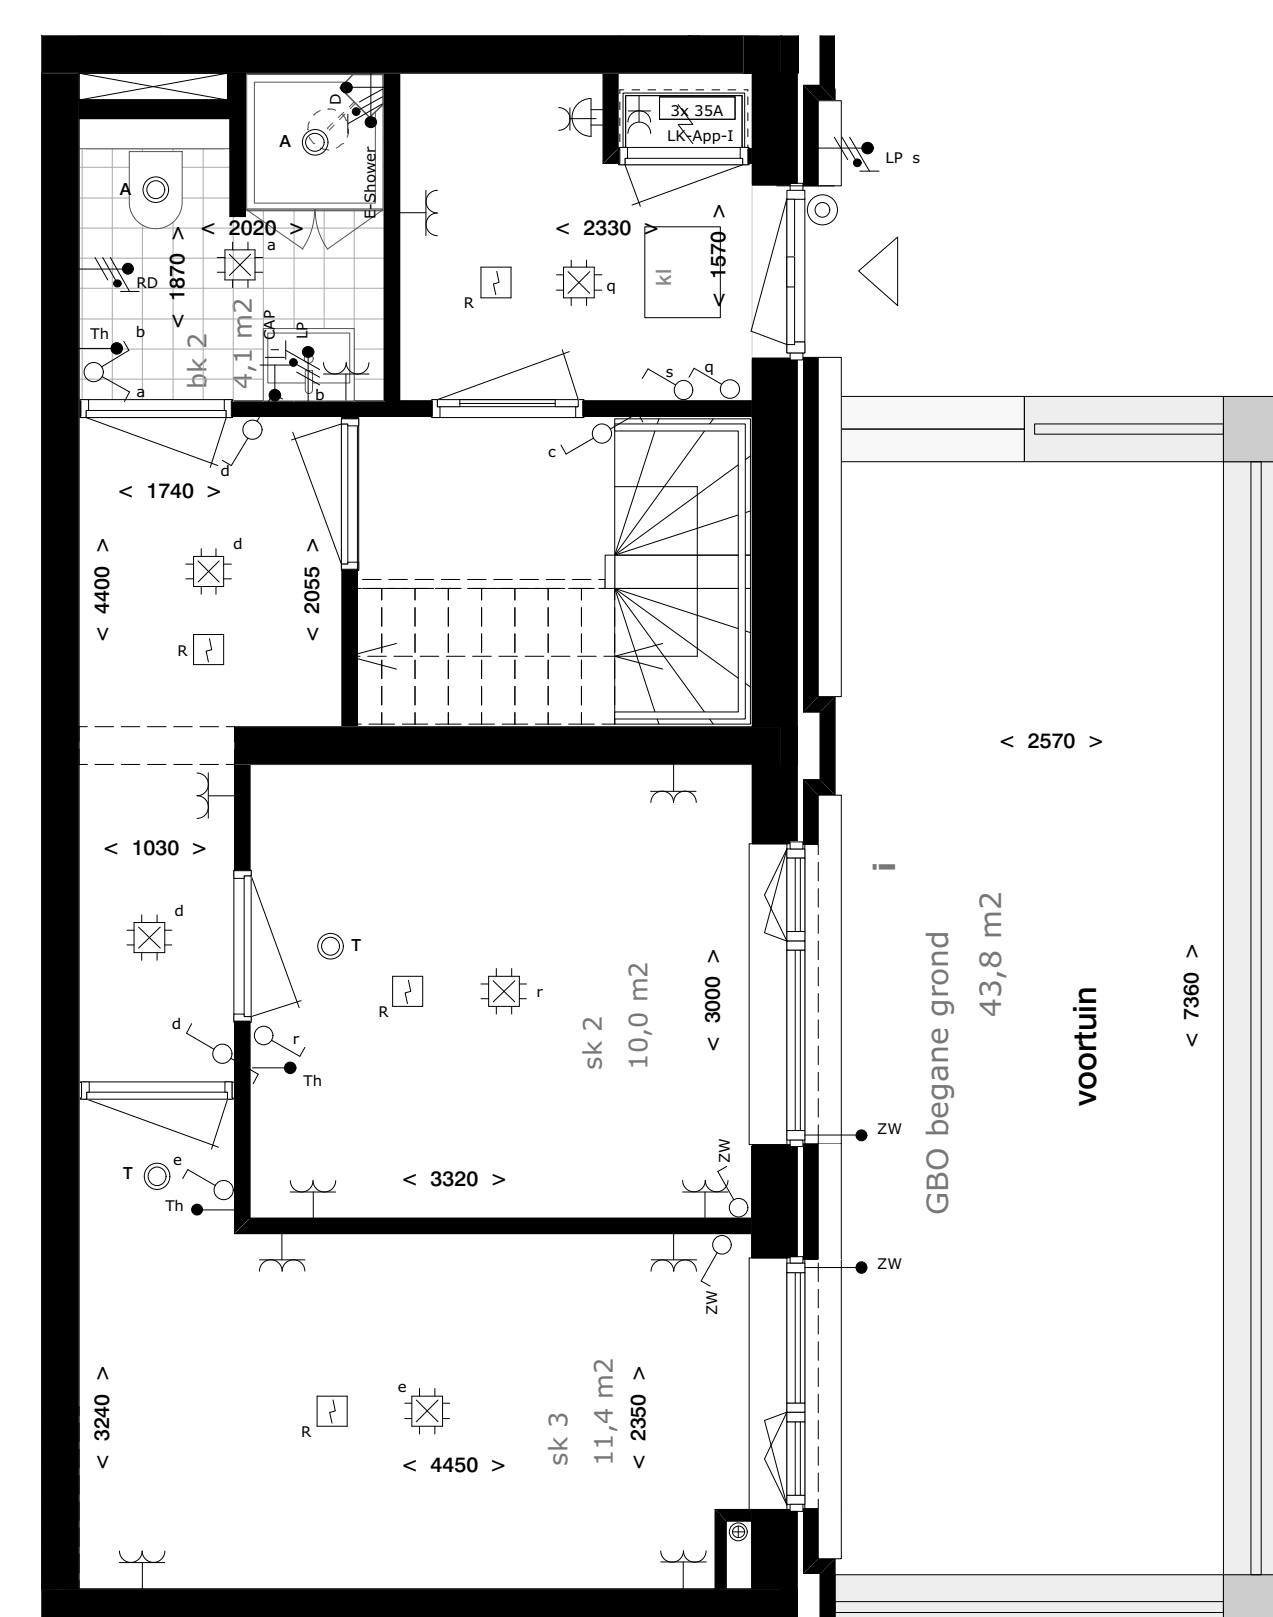 3x 35A
LK-App-I
D
A
E-Shower
LP s
A
< 2020 >
a
< 2330 >
< 1570 >
kl
< 1870 >
RD
R
q
bk 2
4,1 m2
CAP
LP
Th
b
a
b
s
q
d
c
< 1740 >
d
< 4400 >
< 2055 >
R
< 2570 >
< 1030 >
i
d
T
R
r
sk 2
10,0 m2
< 3000 >
GBO begane grond
43,8 m2
voortuin
< 7360 >
d
r
Th
ZW
T
e
Th
< 3320 >
ZW
ZW
ZW
< 3240 >
R
e
< 4450 >
sk 3
11,4 m2
< 2350 >